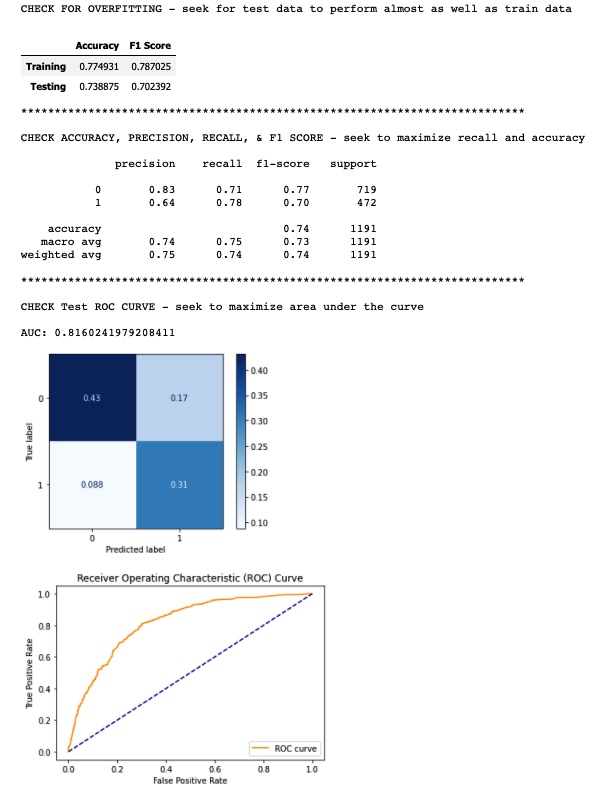 CHECK FOR OVERFITTING - seek for test data to perform almost as well as train data
Accuracy F1 Score
Training 0.774931 0.787025
Testing 0.738875 0.702392
******************************************************************************
CHECK ACCURACY, PRECISION, RECALL, & F1 SCORE - seek to maximize recall and accuracy
precision recall f1-score support
0 0.83 0.71 0.77 719
1 0.64 0.78 0.70 472
accuracy 0.74 1191
macro avg 0.74 0.75 0.73 1191
weighted avg 0.75 0.74 0.74 1191
******************************************************************************
CHECK Test ROC CURVE - seek to maximize area under the curve
AUC: 0.8160241979208411
0.43 0.17
0.088 0.31
0
1
True label
0 1
Predicted label
0.40
0.35
0.30
0.25
0.20
0.15
0.10
Receiver Operating Characteristic (ROC) Curve
1.0
0.8
0.6
0.4
0.2
0.0
True Positive Rate
ROC curve
0.0 0.2 0.4 0.6 0.8 1.0
False Positive Rate